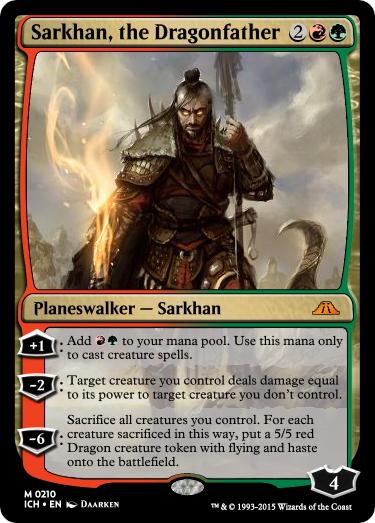 Sarkhan, the Dragonfather 2
Planeswalker — Sarkhan
+1: Add to your mana pool. Use this mana only
to cast creature spells.
-2: Target creature you control deals damage equal
to its power to target creature you don't control.
-6: Sacrifice all creatures you control. For each
creature sacrificed in this way, put a 5/5 red
Dragon creature token with flying and haste
onto the battlefield.
4
M 0210
ICH • EN DAARKEN
™ & © 1993-2015 Wizards of the Coast